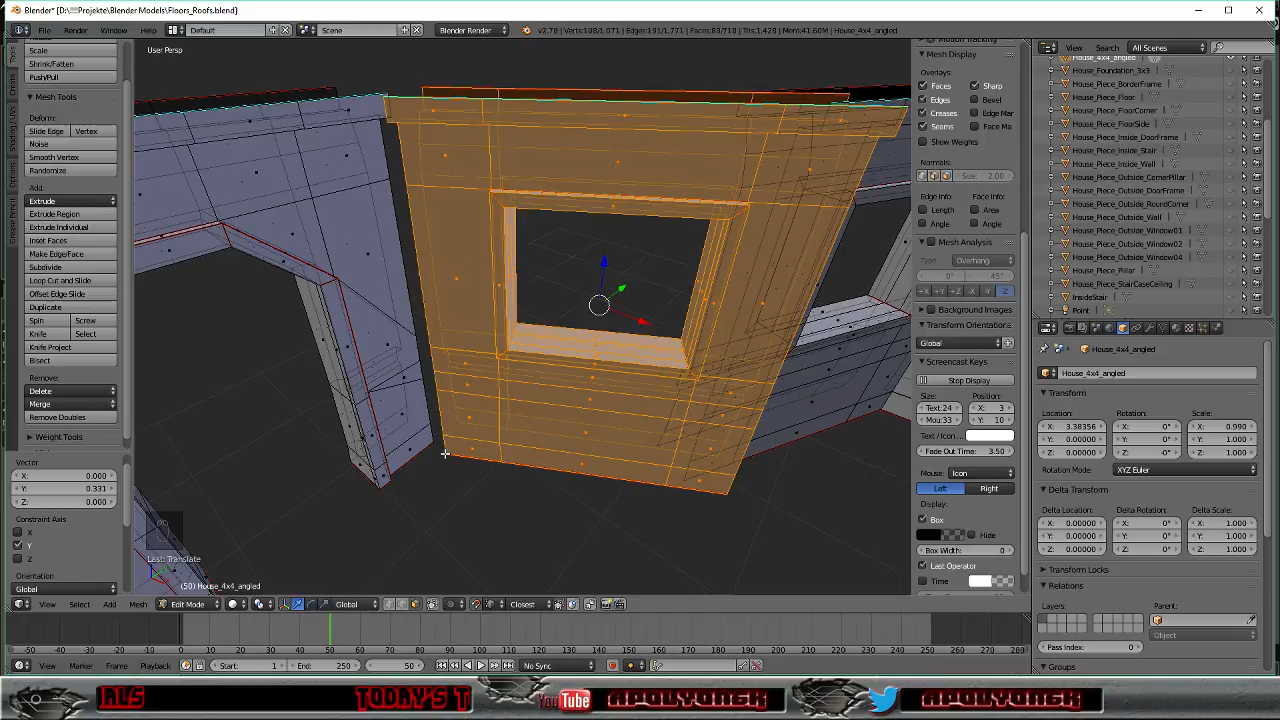 Blender* [D:\Projekte\Blender Models\Floors_Roofs.blend]
File Render Window Help Default Scene Blender Render v2.78 | Verts:108/1,071 | Edges:191/1,771 | Faces:83/718 | Tris:1,428 | Mem:41.60M | House_4x4_angled
View Search All Scenes
User Persp
Scale
Shrink/Fatten
Push/Pull
Mesh Tools
Deform:
Slide Edge Vertex
Noise
Smooth Vertex
Randomize
Add:
Extrude
Extrude Region
Extrude Individual
Inset Faces
Make Edge/Face
Subdivide
Loop Cut and Slide
Offset Edge Slide
Duplicate
Spin Screw
Knife Select
Knife Project
Bisect
Remove:
Delete
Merge
Remove Doubles
Weight Tools
Tools
Create
Shading / UVs
Options
Grease Pencil
Vector
X: 0.000
Y: 0.331
Z: 0.000
Constraint Axis
X
Y
Z
Orientation
Global
Last: Translate
(50) House_4x4_angled
Mesh Display
Overlays:
Faces Sharp
Edges Bevel
Creases Edge Mar
Seams Face Ma
Show Weights
Normals:
Size: 2.00
Edge Info: Face Info:
Length Area
Angle Angle
Mesh Analysis
Type Overhang
0° 45°
+X +Y +Z -X -Y Z
Background Images
Transform Orientatio
Global
Screencast Keys
Stop Display
Size: Position:
Text:24 X: 3
Mou:33 Y: 10
Text / Icon
Fade Out Time: 3.50
Mouse: Icon
Left Right
Display:
Box
Hide
Box Width: 0
Last Operator
Time
House_4x4_angled
House_Foundation_3x3
House_Piece_BorderFrame
House_Piece_Floor
House_Piece_FloorCorner
House_Piece_FloorSide
House_Piece_Inside_DoorFrame
House_Piece_Inside_Stair
House_Piece_Inside_Wall
House_Piece_Outside_CornerPillar
House_Piece_Outside_DoorFrame
House_Piece_Outside_RoundCorner
House_Piece_Outside_Wall
House_Piece_Outside_Window01
House_Piece_Outside_Window02
House_Piece_Outside_Window04
House_Piece_Pillar
House_Piece_StairCaseCeiling
InsideStair
Point
House_4x4_angled
House_4x4_angled
Transform
Location: Rotation: Scale:
X: 3.38356 X: -0° X: 0.990
Y: 0.00000 Y: 0° Y: 1.000
Z: 0.00000 Z: -0° Z: 1.000
Rotation Mode: XYZ Euler
Delta Transform
Delta Location: Delta Rotation: Delta Scale:
X: 0.00000 X: 0° X: 1.000
Y: 0.00000 Y: 0° Y: 1.000
Z: 0.00000 Z: 0° Z: 1.000
Transform Locks
Relations
Layers: Parent:
Object
Pass Index: 0
Groups
View Select Add Mesh Edit Mode Global Closest
-50 -40 -30 -20 -10 0 10 20 30 40 50 60 70 80 90 100 110 120 130 140 150 160 170 180 190 200 210 220 230 240 250 260 270 280
View Marker Frame Playback Start: 1 End: 250 50 No Sync
TODAY'S T
YouTube APOLYONGK APOLYONGK